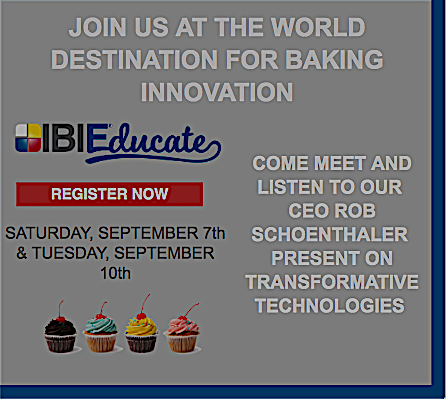 JOIN US AT THE WORLD
DESTINATION FOR BAKING
INNOVATION
IBIEducate
REGISTER NOW
SATURDAY, SEPTEMBER 7th
& TUESDAY, SEPTEMBER
10th
COME MEET AND
LISTEN TO OUR
CEO ROB
SCHOENTHALER
PRESENT ON
TRANSFORMATIVE
TECHNOLOGIES